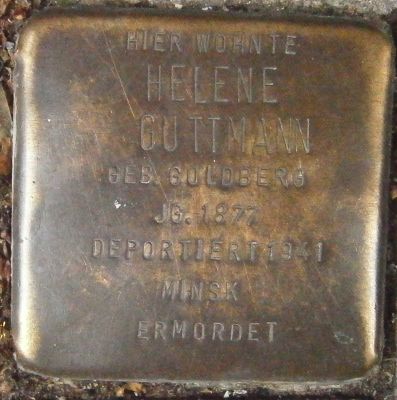 HIER WOHNTE
HELENE
GUTTMANN
GEB. GOLDBERG
JG. 1877
DEPORTIERT 1941
MINSK
ERMORDET